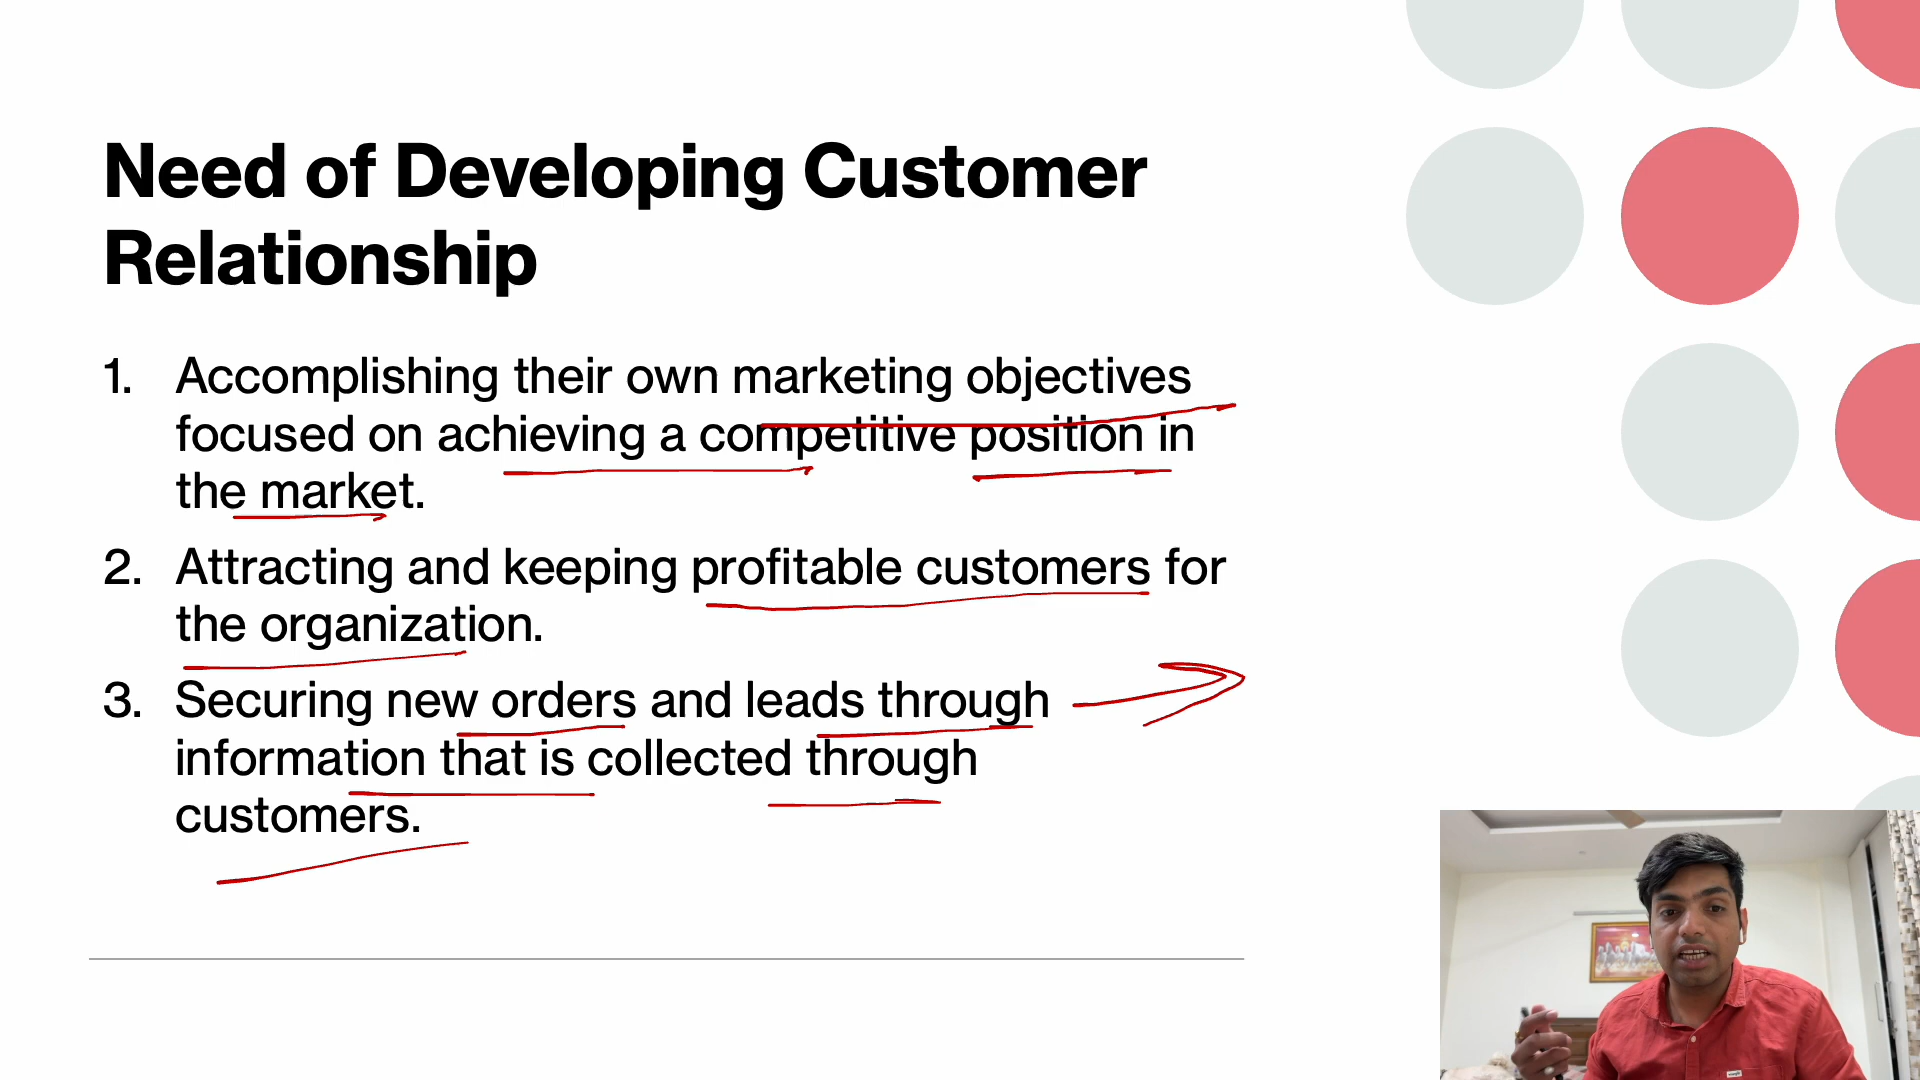 Need of Developing Customer
Relationship
1. Accomplishing their own marketing objectives
focused on achieving a competitive position in
the market.
2. Attracting and keeping profitable customers for
the organization.
3. Securing new orders and leads through
information that is collected through
customers.